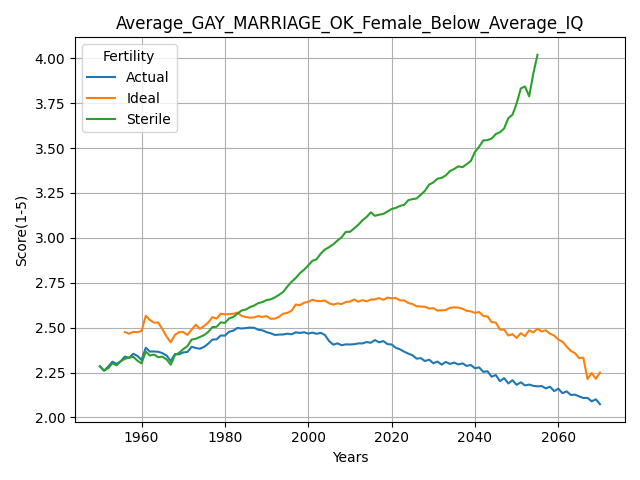 Average_GAY_MARRIAGE_OK_Female_Below_Average_IQ
Fertility
Actual
Ideal
Sterile
4.00
3.75
3.50
3.25
3.00
2.75
2.50
2.25
2.00
Score(1-5)
1960 1980 2000 2020 2040 2060
Years